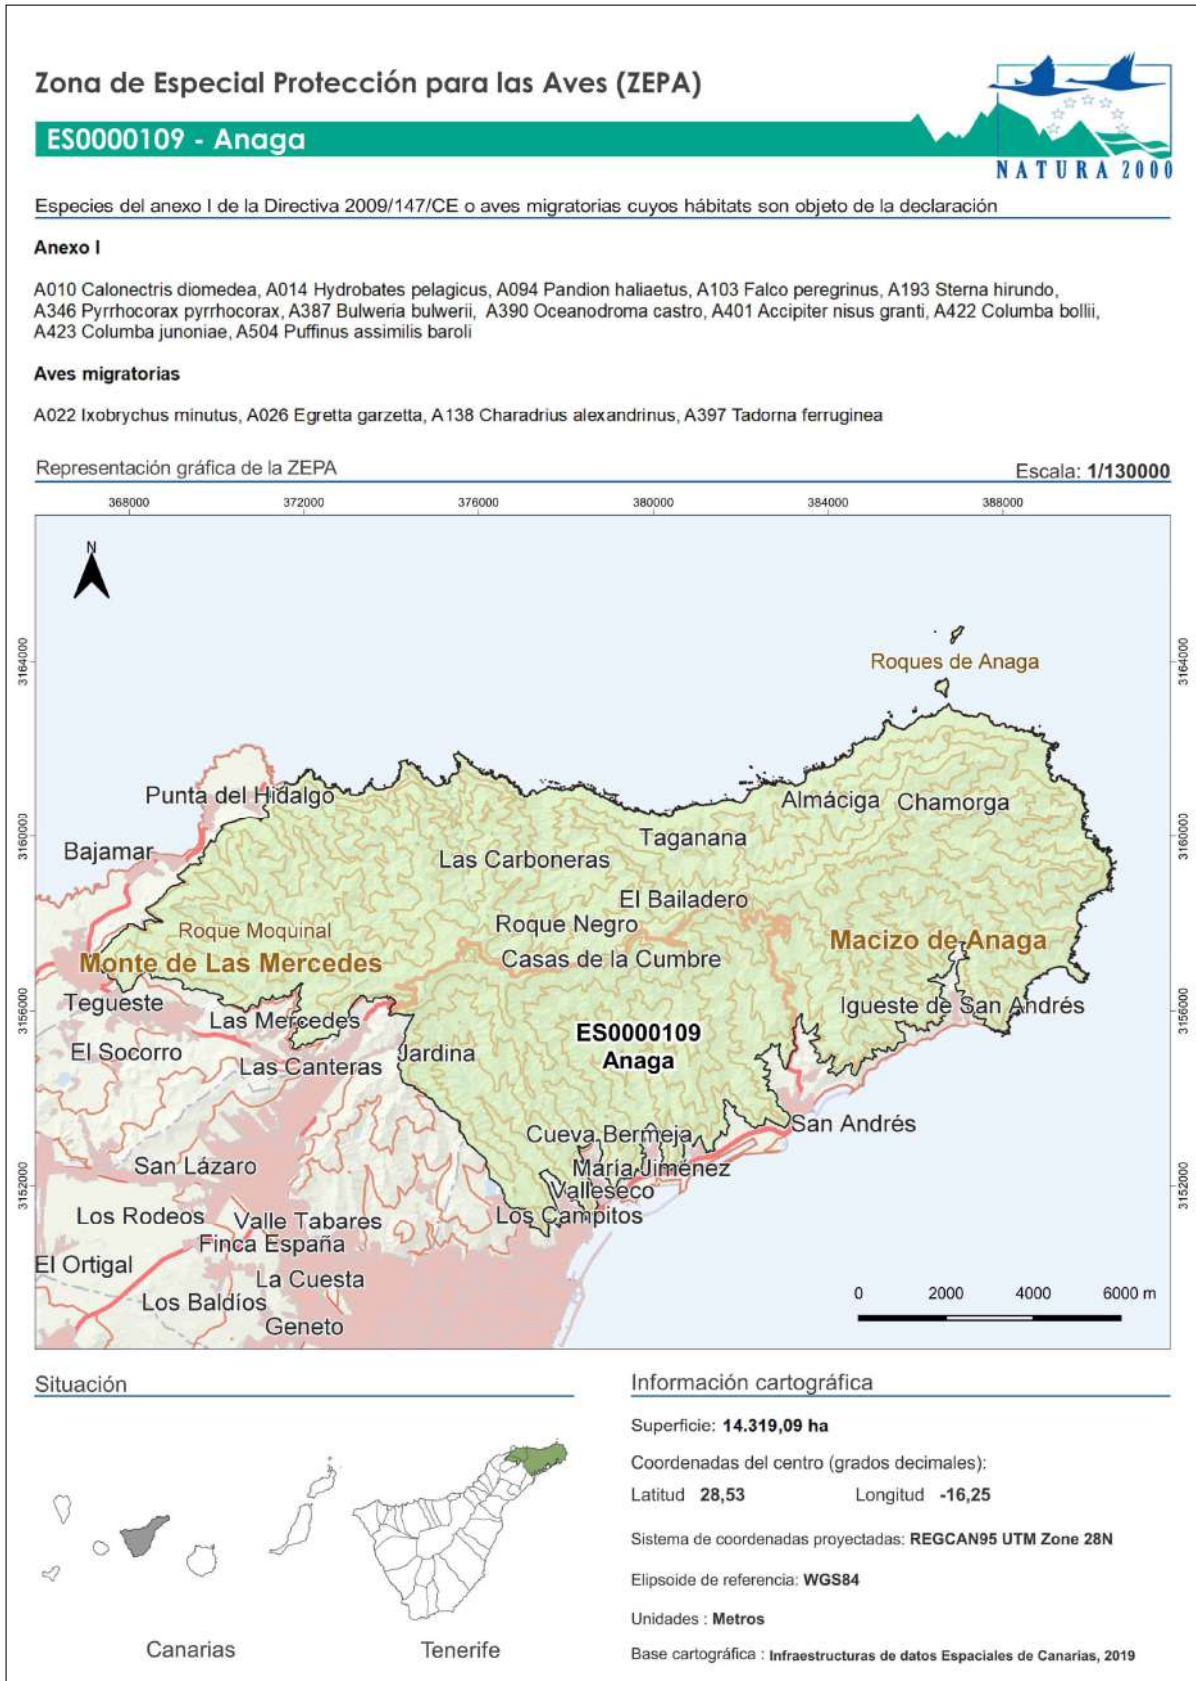 Zona de Especial Protección para las Aves (ZEPA)
ES0000109 - Anaga
NATURA 2000
Especies del anexo I de la Directiva 2009/147/CE o aves migratorias cuyos hábitats son objeto de la declaración
Anexo I
A010 Calonectris diomedea, A014 Hydrobates pelagicus, A094 Pandion haliaetus, A103 Falco peregrinus, A193 Sterna hirundo,
A346 Pyrrhocorax pyrrhocorax, A387 Bulweria bulwerii, A390 Oceanodroma castro, A401 Accipiter nisus granti, A422 Columba bollii,
A423 Columba junoniae, A504 Puffinus assimilis baroli
Aves migratorias
A022 Ixobrychus minutus, A026 Egretta garzetta, A138 Charadrius alexandrinus, A397 Tadorna ferruginea
Representación gráfica de la ZEPA
Escala: 1/130000
368000 372000 376000 380000 384000 388000
N
3164000 3164000
Roques de Anaga
Punta del Hidalgo
Almáciga Chamorga
3160000 3160000
Taganana
Bajamar
Las Carboneras
El Bailadero
Roque Negro
Roque Moquinal
Macizo de Anaga
Casas de la Cumbre
Monte de Las Mercedes
Tegueste
Igueste de San Andrés
3156000 3156000
Las Mercedes
ES0000109
Anaga
El Socorro
Jardina
Las Canteras
San Andrés
Cueva Bermeja
San Lázaro
María Jiménez
3152000 3152000
Valleseco
Los Rodeos
Los Campitos
Valle Tabares
Finca España
El Ortigal
La Cuesta
Los Baldíos
Geneto
0 2000 4000 6000 m
Situación
Canarias
Tenerife
Información cartográfica
Superficie: 14.319,09 ha
Coordenadas del centro (grados decimales):
Latitud 28,53 Longitud -16,25
Sistema de coordenadas proyectadas: REGCAN95 UTM Zone 28N
Elipsoide de referencia: WGS84
Unidades : Metros
Base cartográfica : Infraestructuras de datos Espaciales de Canarias, 2019